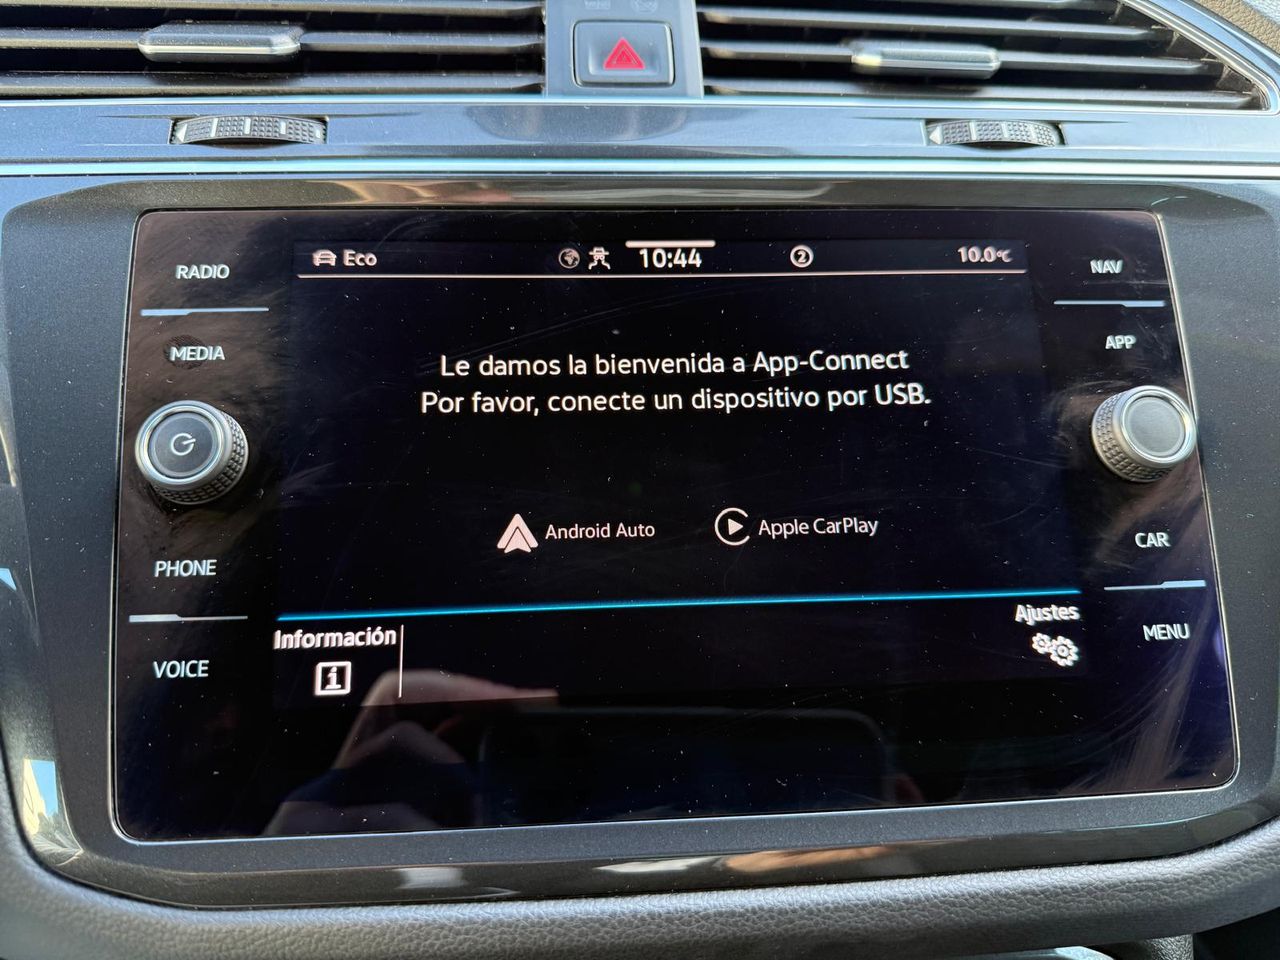 RADIO
MEDIA
PHONE
VOICE
Eco
10:44
2
10.0°C
Le damos la bienvenida a App-Connect
Por favor, conecte un dispositivo por USB.
Android Auto
Apple CarPlay
Información
i
Ajustes
NAV
APP
CAR
MENU